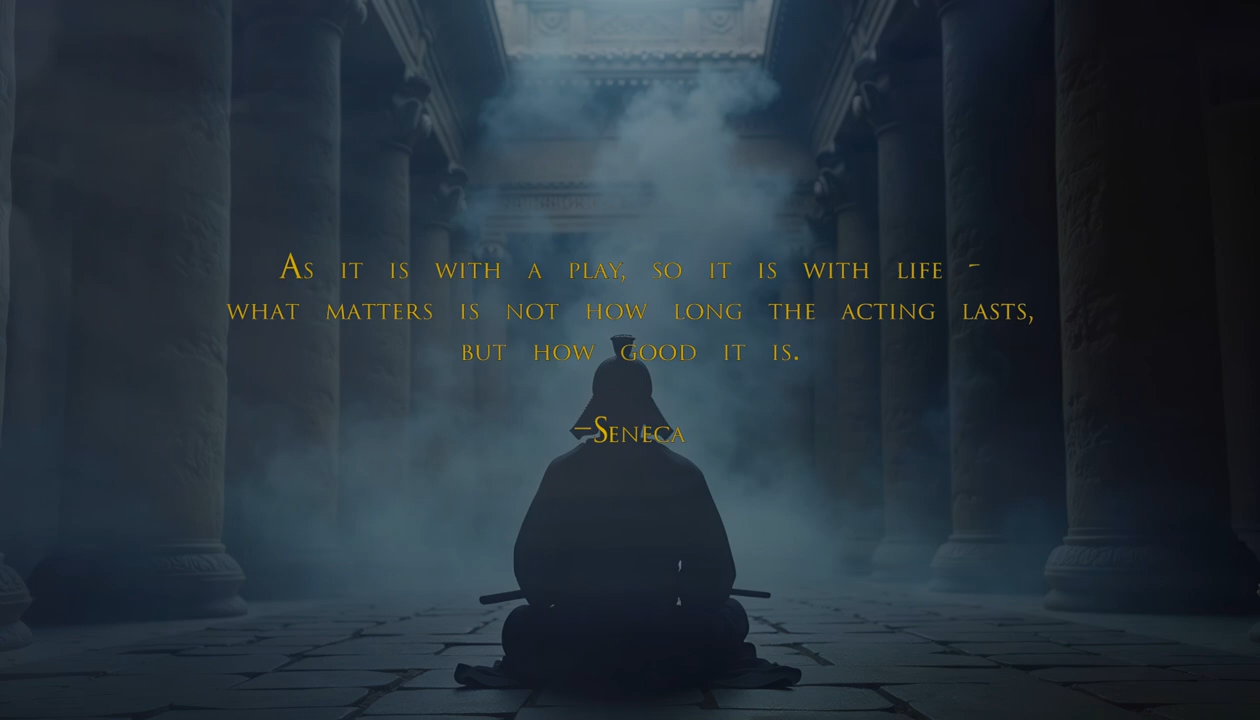 As it is with a play, so it is with life -
what matters is not how long the acting lasts,
but how good it is.
–Seneca